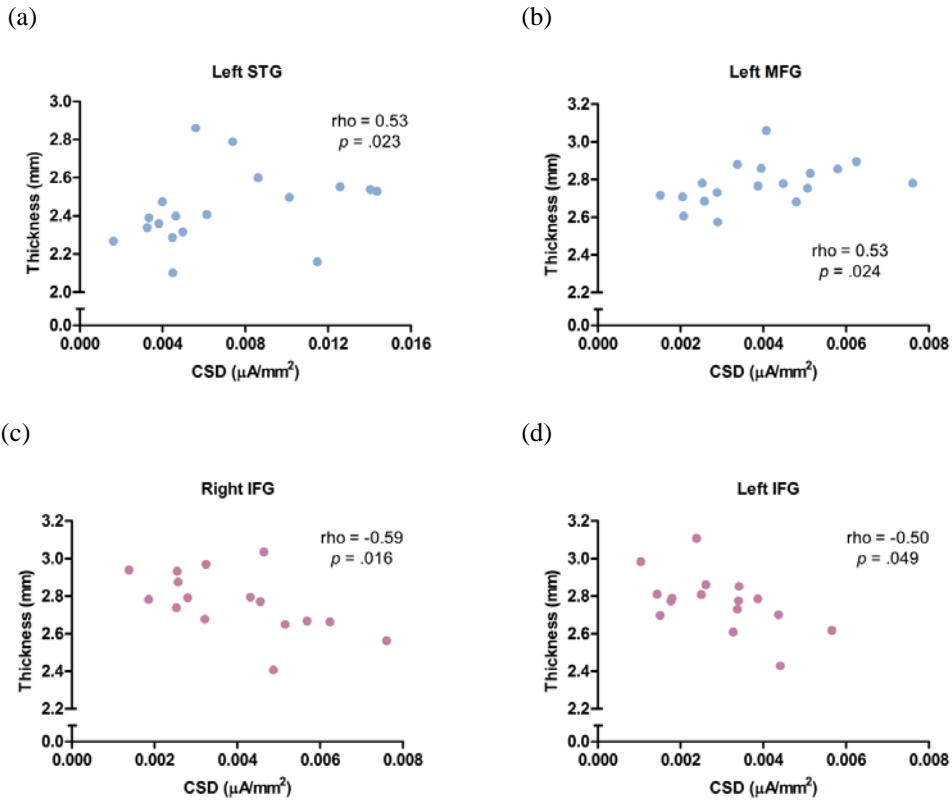 (a)
Left STG
rho = 0.53
p = .023
Thickness (mm)
3.0
2.8
2.6
2.4
2.2
2.0
0.0
0.000 0.004 0.008 0.012 0.016
CSD (μA/mm²)
(b)
Left MFG
rho = 0.53
p = .024
Thickness (mm)
3.2
3.0
2.8
2.6
2.4
2.2
0.0
0.000 0.002 0.004 0.006 0.008
CSD (μA/mm²)
(c)
Right IFG
rho = -0.59
p = .016
Thickness (mm)
3.2
3.0
2.8
2.6
2.4
2.2
0.0
0.000 0.002 0.004 0.006 0.008
CSD (μA/mm²)
(d)
Left IFG
rho = -0.50
p = .049
Thickness (mm)
3.2
3.0
2.8
2.6
2.4
2.2
0.0
0.000 0.002 0.004 0.006 0.008
CSD (μA/mm²)